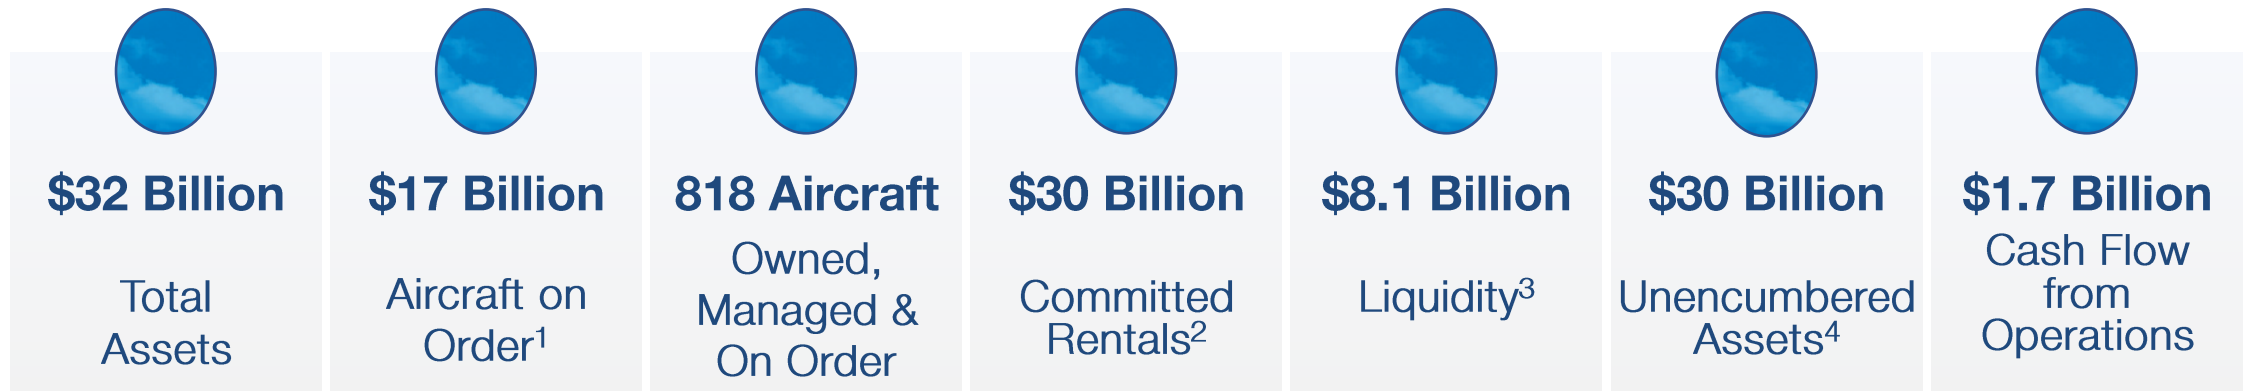 $32 Billion
Total
Assets
$17 Billion
Aircraft on
Order1
818 Aircraft
Owned,
Managed &
On Order
$30 Billion
Committed
Rentals2
$8.1 Billion
Liquidity3
$30 Billion
Unencumbered
Assets4
$1.7 Billion
Cash Flow
from
Operations